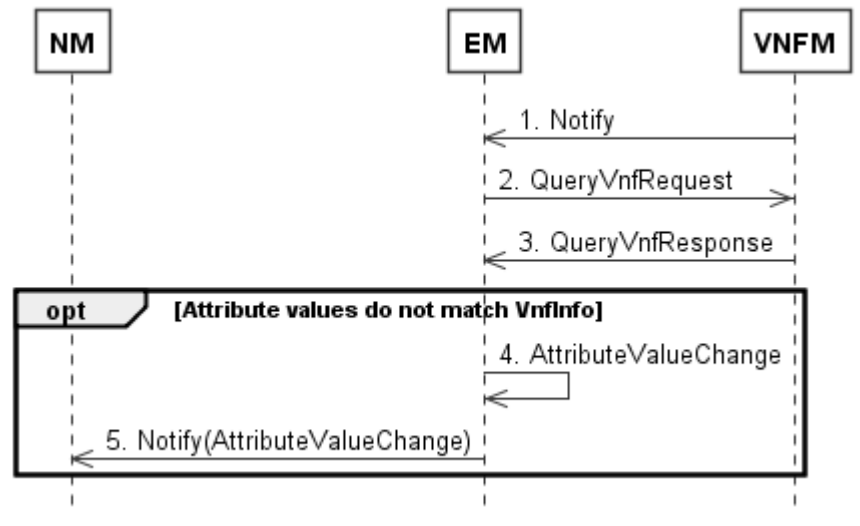 NM EM VNFM
1. Notify
2. QueryVnfRequest
3. QueryVnfResponse
opt [Attribute values do not match VnfInfo]
4. AttributeValueChange
5. Notify(AttributeValueChange)